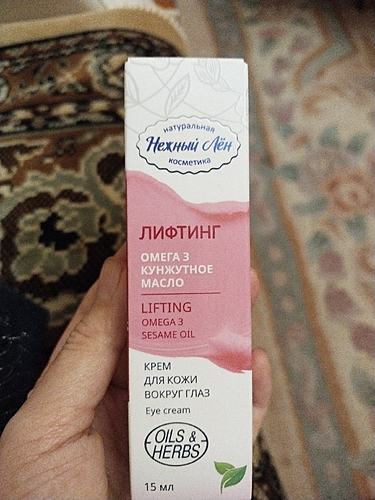 натуральная
Нежный Лён
косметика
ЛИФТИНГ
ОМЕГА 3
КУНЖУТНОЕ
МАСЛО
LIFTING
OMEGA 3
SESAME OIL
КРЕМ
ДЛЯ КОЖИ
ВОКРУГ ГЛАЗ
Eye cream
OILS &
HERBS
15 мл